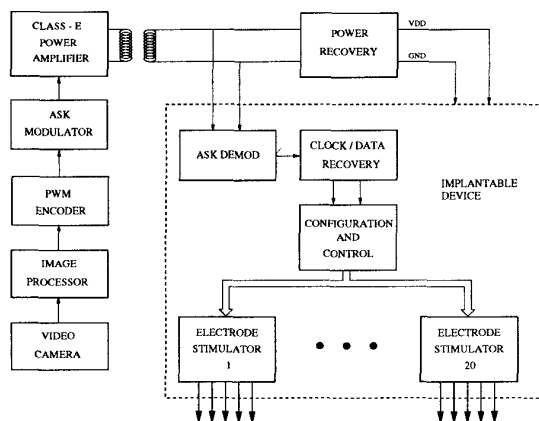 CLASS - E
POWER
AMPLIFIER
POWER
RECOVERY
VDD
GND
ASK
MODULATOR
ASK DEMOD
CLOCK / DATA
RECOVERY
IMPLANTABLE
DEVICE
PWM
ENCODER
CONFIGURATION
AND
CONTROL
IMAGE
PROCESSOR
VIDEO
CAMERA
ELECTRODE
STIMULATOR
1
ELECTRODE
STIMULATOR
20